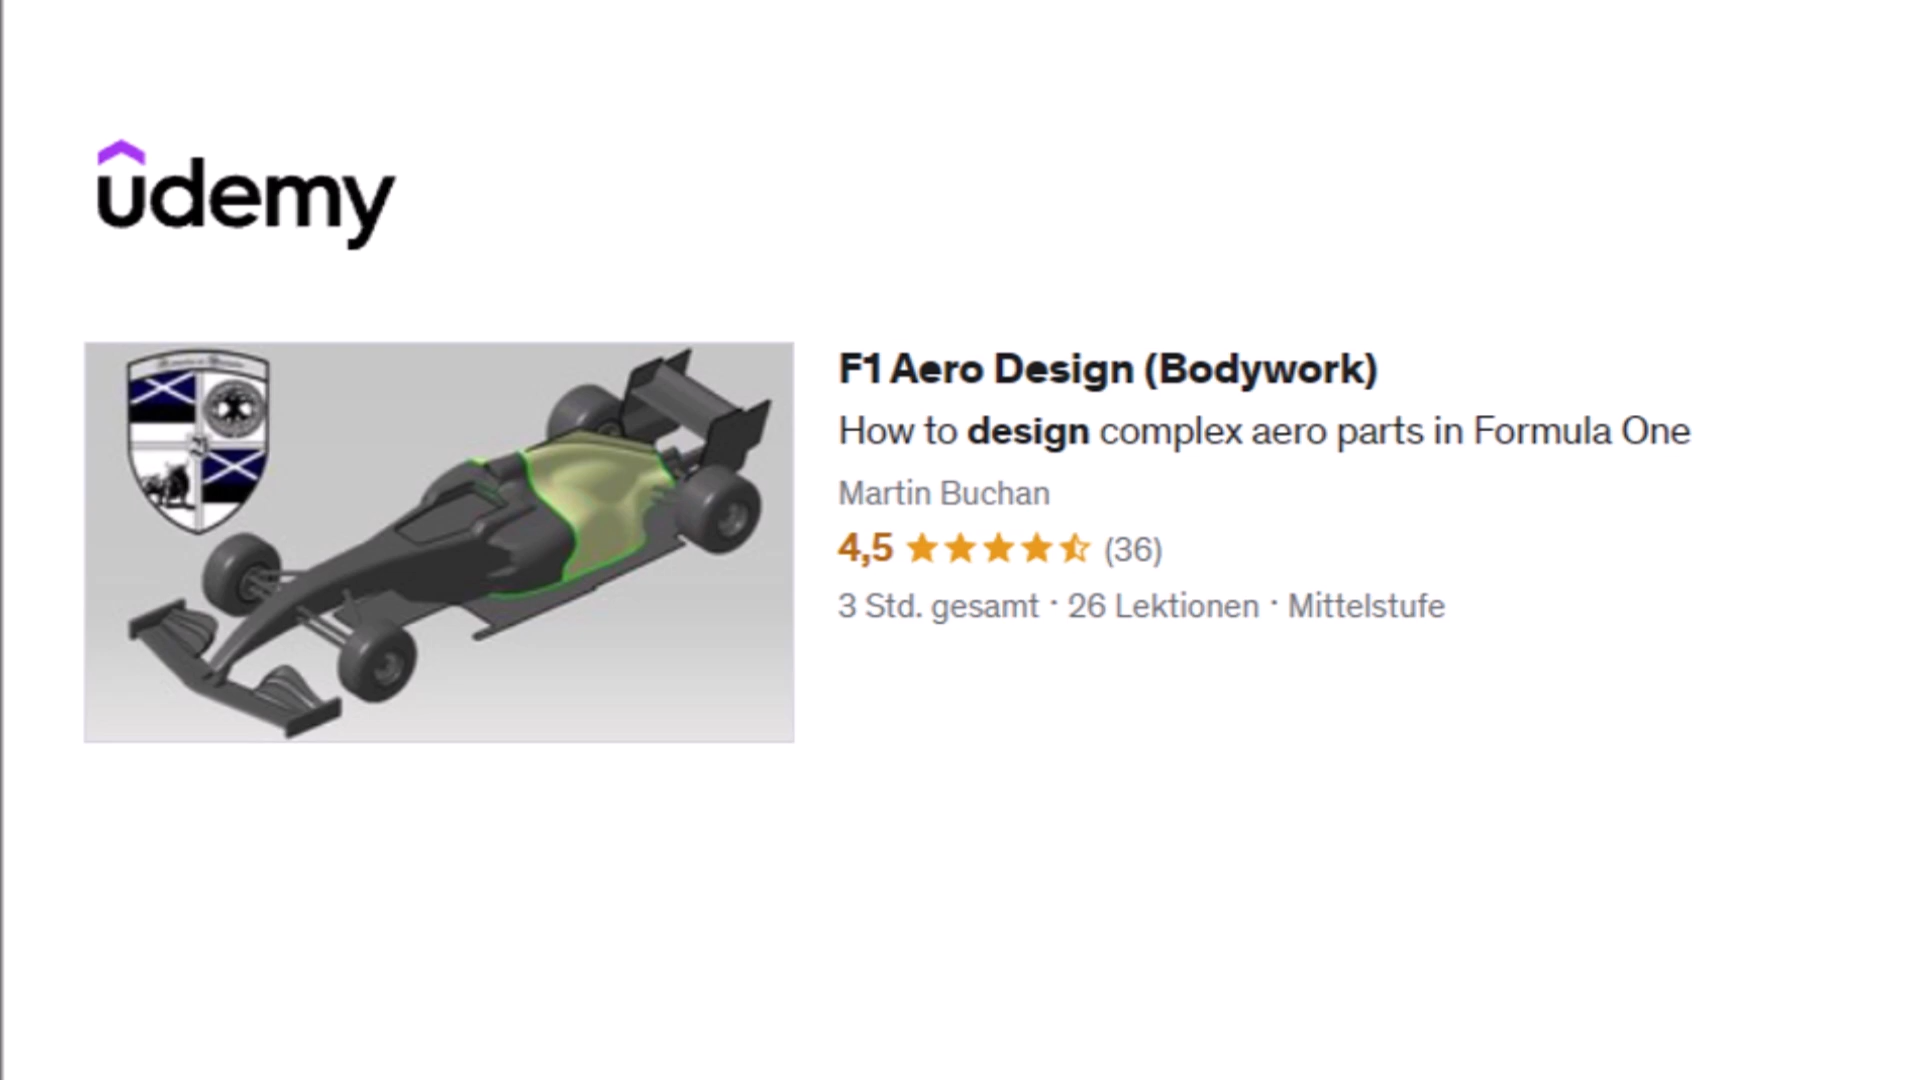 udemy
F1 Aero Design (Bodywork)
How to design complex aero parts in Formula One
Martin Buchan
4,5 (36)
3 Std. gesamt · 26 Lektionen · Mittelstufe